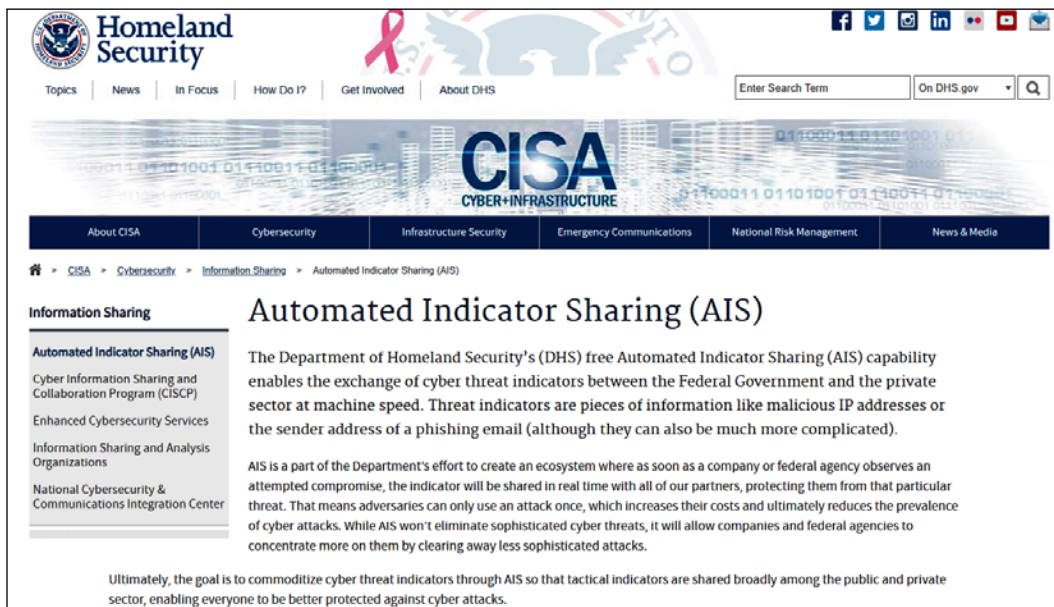 Homeland
Security
Topics
News
In Focus
How Do I?
Get Involved
About DHS
Enter Search Term
On DHS.gov
CISA
CYBER+INFRASTRUCTURE
About CISA
Cybersecurity
Infrastructure Security
Emergency Communications
National Risk Management
News & Media
> CISA > Cybersecurity > Information Sharing > Automated Indicator Sharing (AIS)
Information Sharing
Automated Indicator Sharing (AIS)
Cyber Information Sharing and
Collaboration Program (CISCP)
Enhanced Cybersecurity Services
Information Sharing and Analysis
Organizations
National Cybersecurity &
Communications Integration Center
Automated Indicator Sharing (AIS)
The Department of Homeland Security's (DHS) free Automated Indicator Sharing (AIS) capability
enables the exchange of cyber threat indicators between the Federal Government and the private
sector at machine speed. Threat indicators are pieces of information like malicious IP addresses or
the sender address of a phishing email (although they can also be much more complicated).
AIS is a part of the Department's effort to create an ecosystem where as soon as a company or federal agency observes an
attempted compromise, the indicator will be shared in real time with all of our partners, protecting them from that particular
threat. That means adversaries can only use an attack once, which increases their costs and ultimately reduces the prevalence
of cyber attacks. While AIS won't eliminate sophisticated cyber threats, it will allow companies and federal agencies to
concentrate more on them by clearing away less sophisticated attacks.
Ultimately, the goal is to commoditize cyber threat indicators through AIS so that tactical indicators are shared broadly among the public and private
sector, enabling everyone to be better protected against cyber attacks.